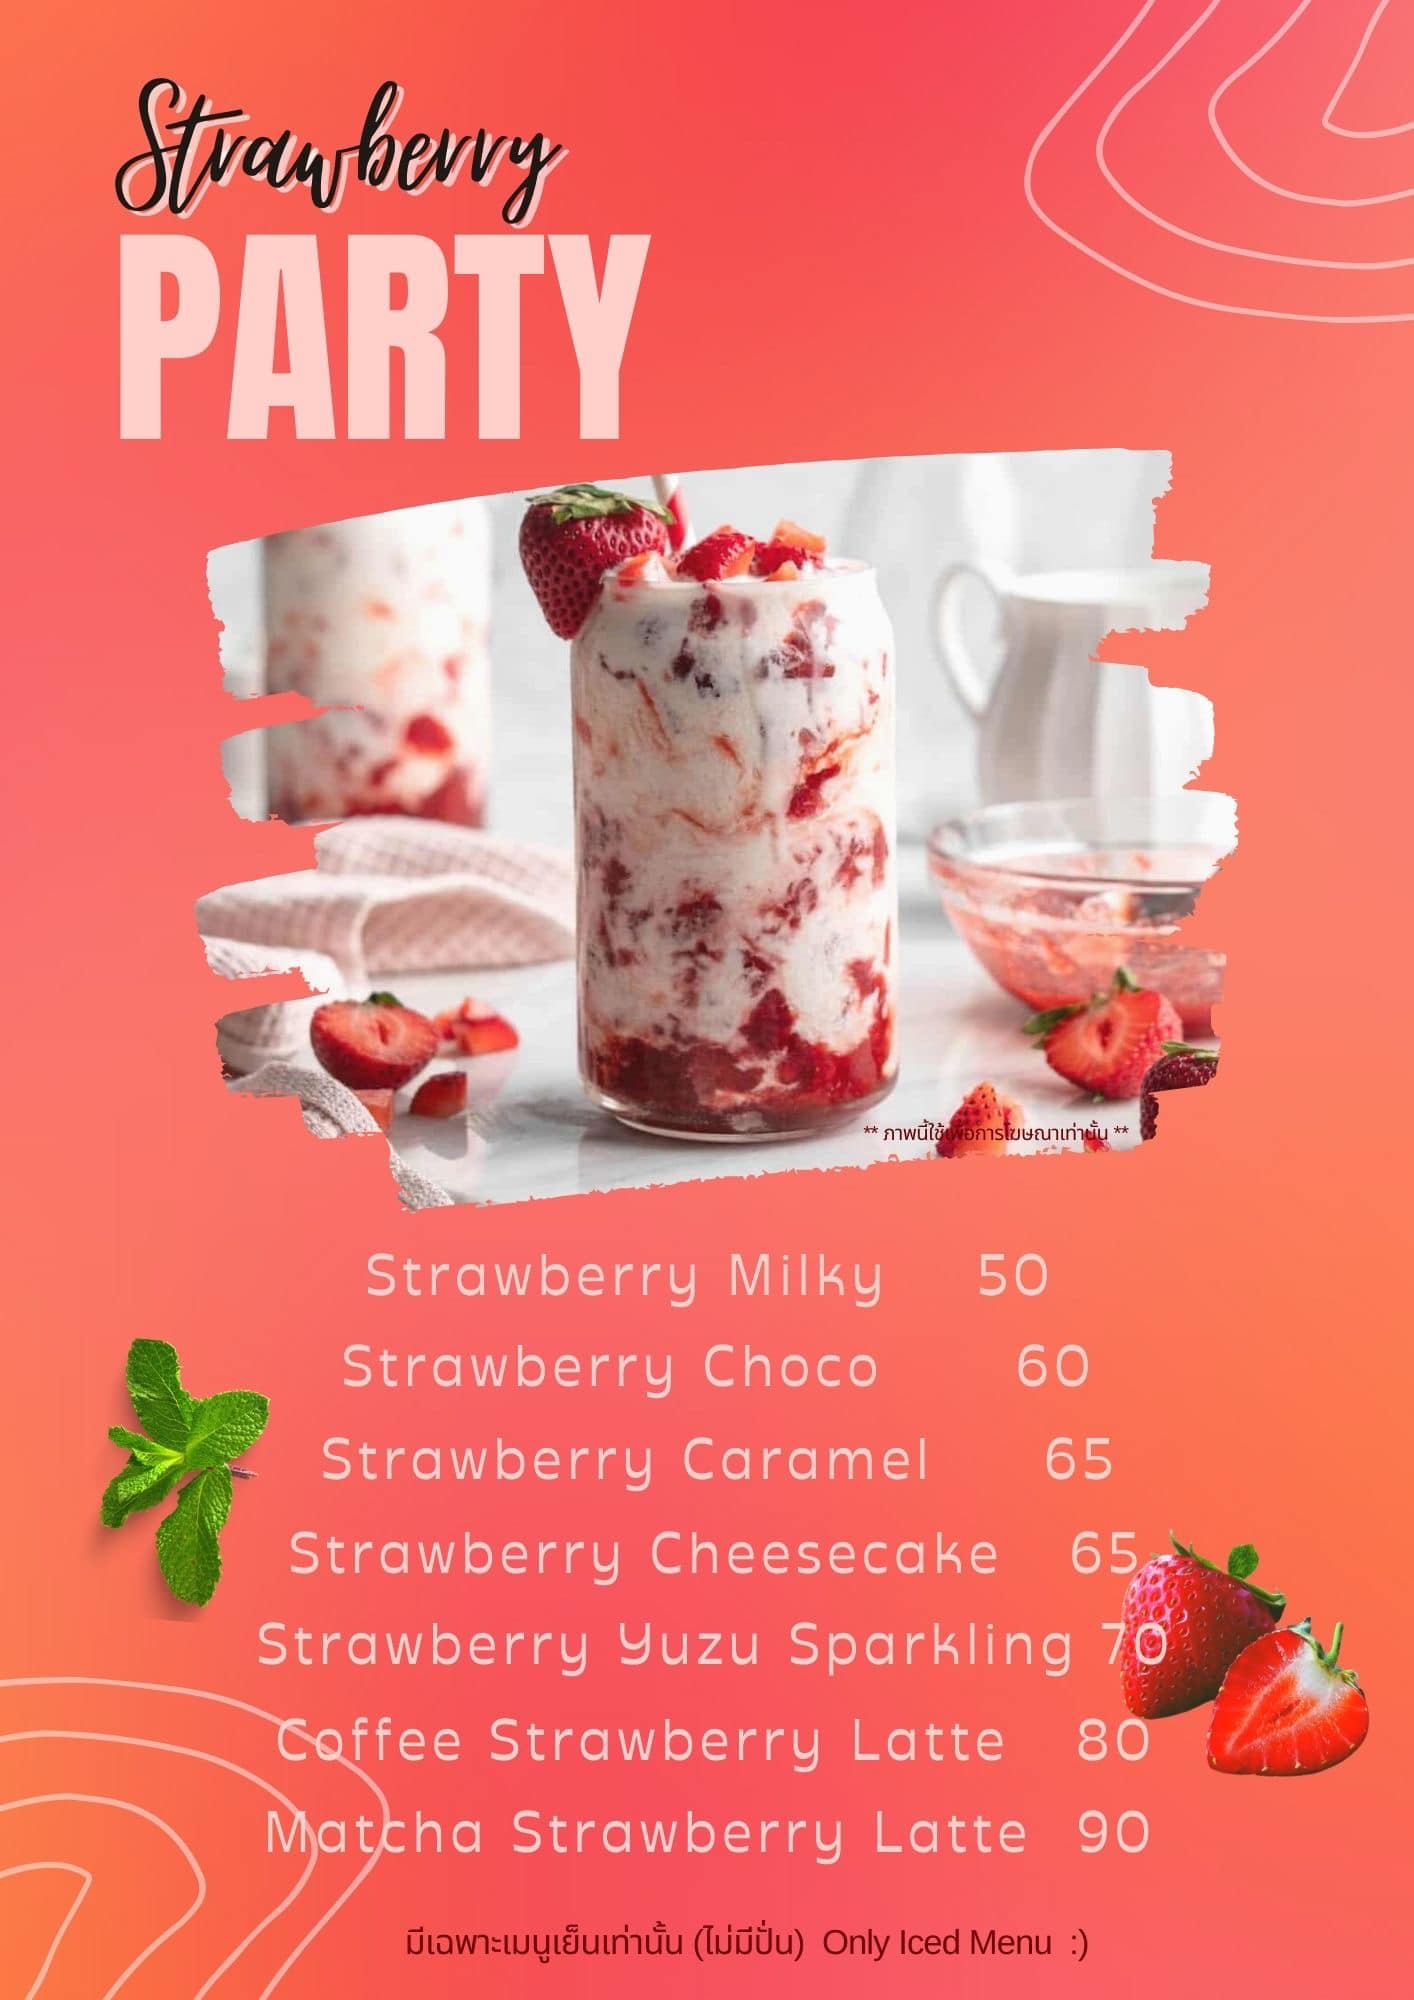 Strawberry
PARTY
** ภาพนี้ใช้เพื่อการโฆษณาเท่านั้น **
Strawberry Milky 50
Strawberry Choco 60
Strawberry Caramel 65
Strawberry Cheesecake 65
Strawberry Yuzu Sparkling 70
Coffee Strawberry Latte 80
Matcha Strawberry Latte 90
มีเฉพาะเมนูเย็นเท่านั้น (ไม่มีปั่น) Only Iced Menu :)